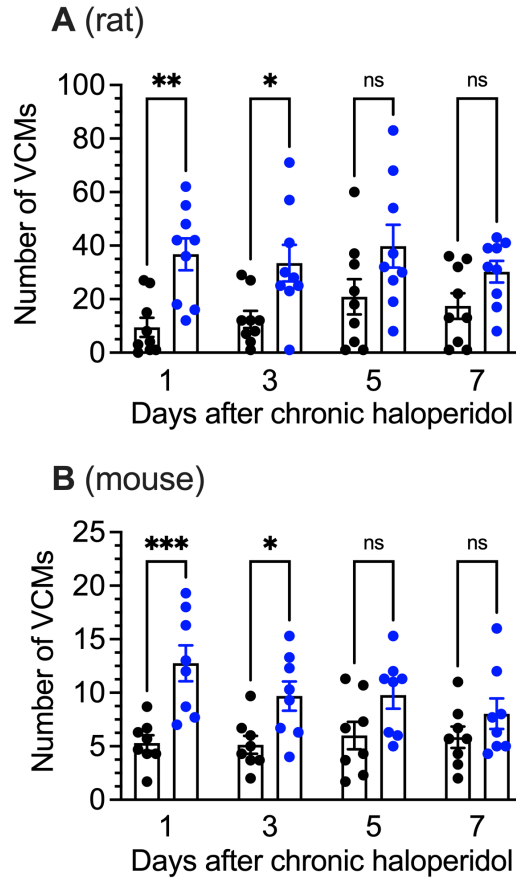 A (rat)
Number of VCMs
100
80
60
40
20
0
** * ns ns
1 3 5 7
Days after chronic haloperidol
B (mouse)
Number of VCMs
25
20
15
10
5
0
*** * ns ns
1 3 5 7
Days after chronic haloperidol